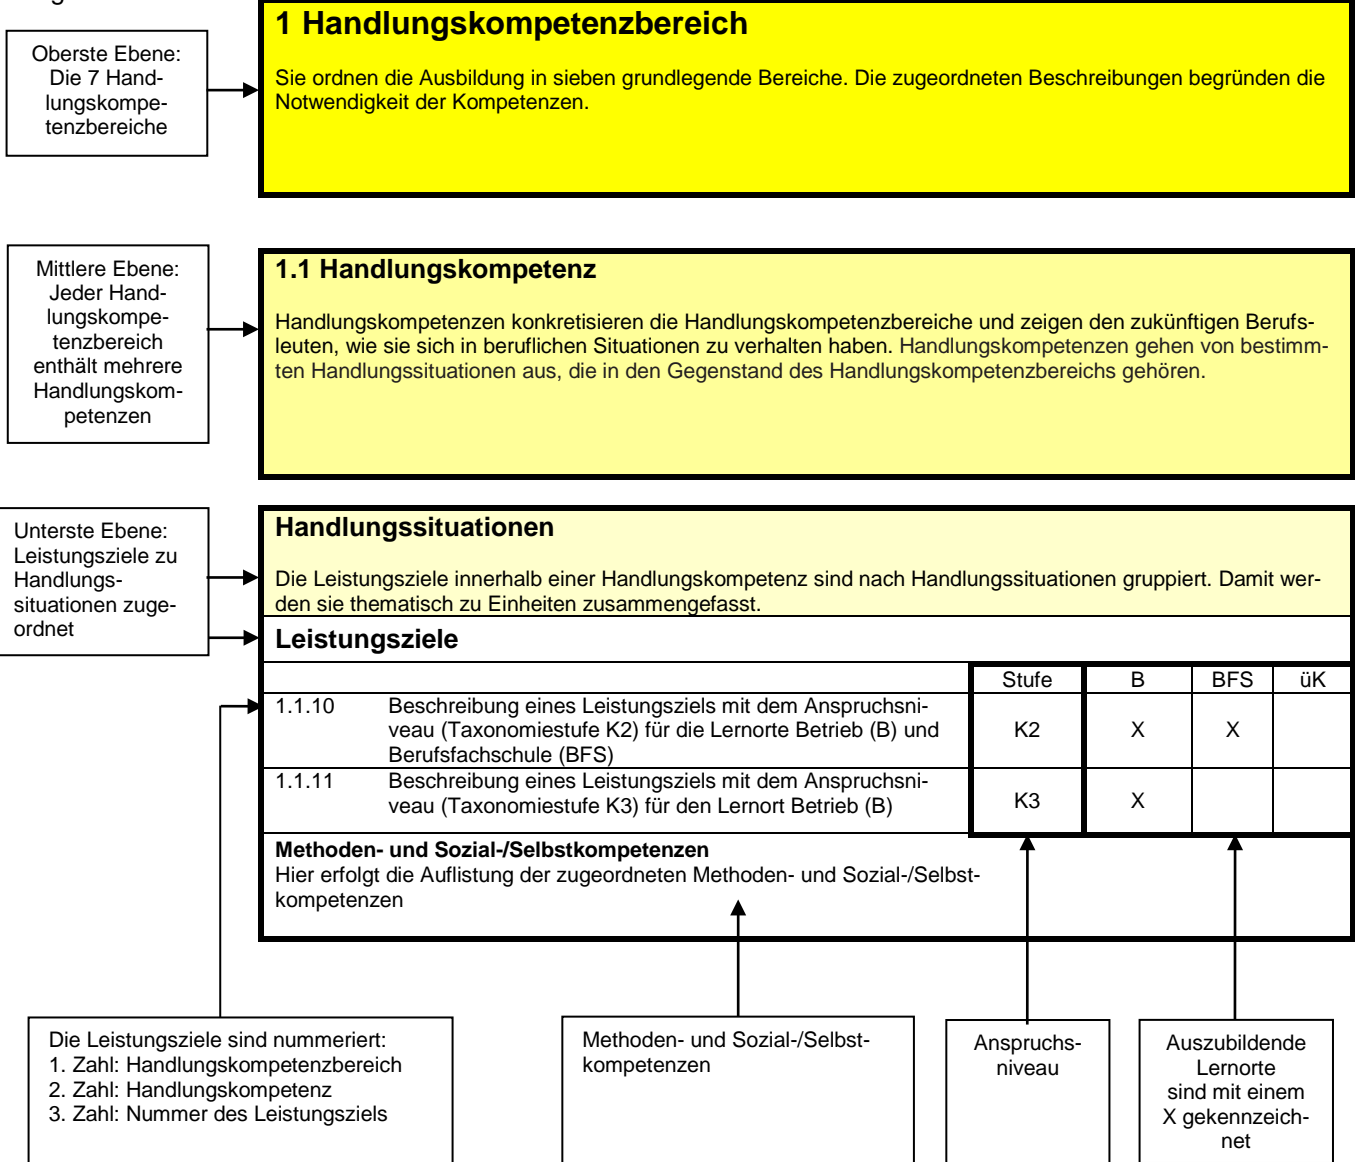 1 Handlungskompetenzbereich
Oberste Ebene:
Die 7 Hand-
lungskompe-
tenzbereiche
Sie ordnen die Ausbildung in sieben grundlegende Bereiche. Die zugeordneten Beschreibungen begründen die
Notwendigkeit der Kompetenzen.
Mittlere Ebene:
Jeder Hand-
lungskompe-
tenzbereich
enthält mehrere
Handlungskom-
petenzen
1.1 Handlungskompetenz
Handlungskompetenzen konkretisieren die Handlungskompetenzbereiche und zeigen den zukünftigen Berufs-
leuten, wie sie sich in beruflichen Situationen zu verhalten haben. Handlungskompetenzen gehen von bestimm-
ten Handlungssituationen aus, die in den Gegenstand des Handlungskompetenzbereichs gehören.
Unterste Ebene:
Leistungsziele zu
Handlungs-
situationen zuge-
ordnet
Handlungssituationen
Die Leistungsziele innerhalb einer Handlungskompetenz sind nach Handlungssituationen gruppiert. Damit wer-
den sie thematisch zu Einheiten zusammengefasst.
Leistungsziele
Stufe B BFS üK
1.1.10 Beschreibung eines Leistungsziels mit dem Anspruchsni-
veau (Taxonomiestufe K2) für die Lernorte Betrieb (B) und K2 X X
Berufsfachschule (BFS)
1.1.11 Beschreibung eines Leistungsziels mit dem Anspruchsni-
veau (Taxonomiestufe K3) für den Lernort Betrieb (B) K3 X
Methoden- und Sozial-/Selbstkompetenzen
Hier erfolgt die Auflistung der zugeordneten Methoden- und Sozial-/Selbst-
kompetenzen
Die Leistungsziele sind nummeriert:
1. Zahl: Handlungskompetenzbereich
2. Zahl: Handlungskompetenz
3. Zahl: Nummer des Leistungsziels
Methoden- und Sozial-/Selbst-
kompetenzen
Anspruchs-
niveau
Auszubildende
Lernorte
sind mit einem
X gekennzeich-
net